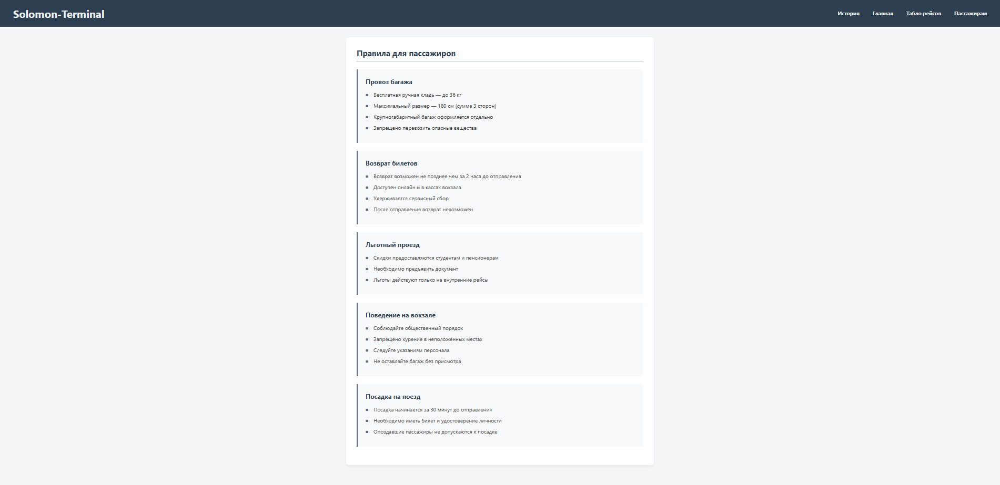 Solomon-Terminal
История Главная Табло рейсов Пассажирам
Правила для пассажиров
Провоз багажа
Бесплатная ручная кладь — до 36 кг
Максимальный размер — 180 см (сумма 3 сторон)
Крупногабаритный багаж оформляется отдельно
Запрещено перевозить опасные вещества
Возврат билетов
Возврат возможен не позднее чем за 2 часа до отправления
Доступен онлайн и в кассах вокзала
Удерживается сервисный сбор
После отправления возврат невозможен
Льготный проезд
Скидки предоставляются студентам и пенсионерам
Необходимо предъявить документ
Льготы действуют только на внутренние рейсы
Поведение на вокзале
Соблюдайте общественный порядок
Запрещено курение в неположенных местах
Следуйте указаниям персонала
Не оставляйте багаж без присмотра
Посадка на поезд
Посадка начинается за 30 минут до отправления
Необходимо иметь билет и удостоверение личности
Опоздавшие пассажиры не допускаются к посадке